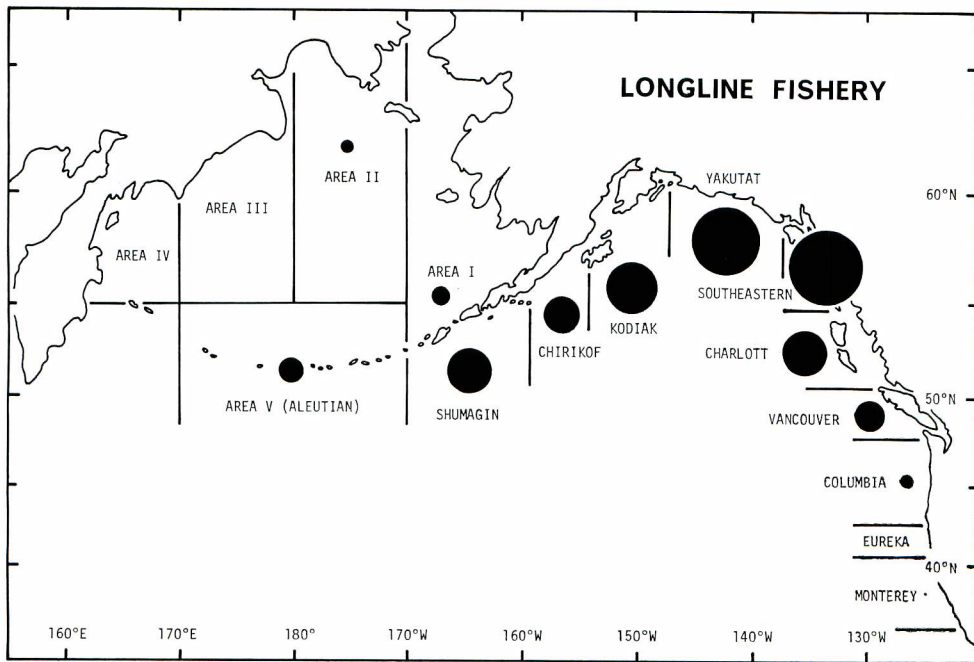 LONGLINE FISHERY
YAKUTAT
60°N
AREA II
AREA III
AREA IV
AREA I
SOUTHEASTERN
KODIAK
CHIRIKOF
CHARLOTT
AREA V (ALEUTIAN)
SHUMAGIN
50°N
VANCOUVER
COLUMBIA
EUREKA
40°N
MONTEREY
160°E 170°E 180° 170°W 160°W 150°W 140°W 130°W